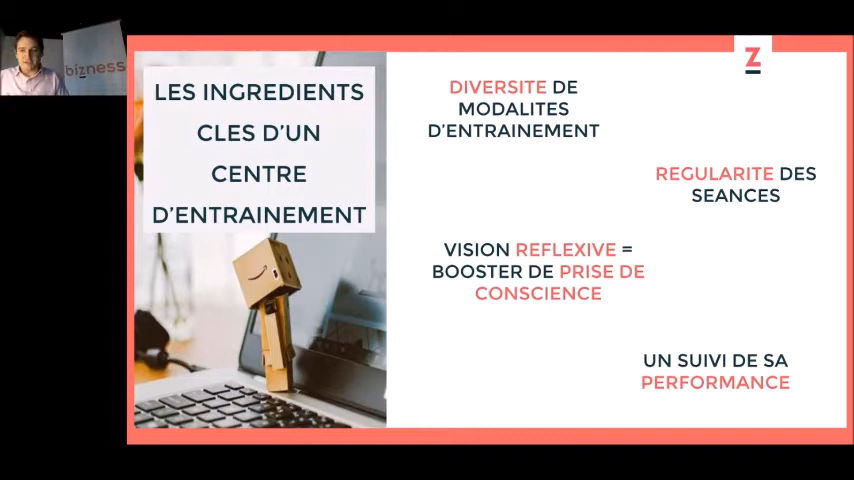 bizness
Z
LES INGREDIENTS
CLES D'UN
CENTRE
D'ENTRAINEMENT
DIVERSITE DE
MODALITES
D'ENTRAINEMENT
REGULARITE DES
SEANCES
VISION REFLEXIVE =
BOOSTER DE PRISE DE
CONSCIENCE
UN SUIVI DE SA
PERFORMANCE